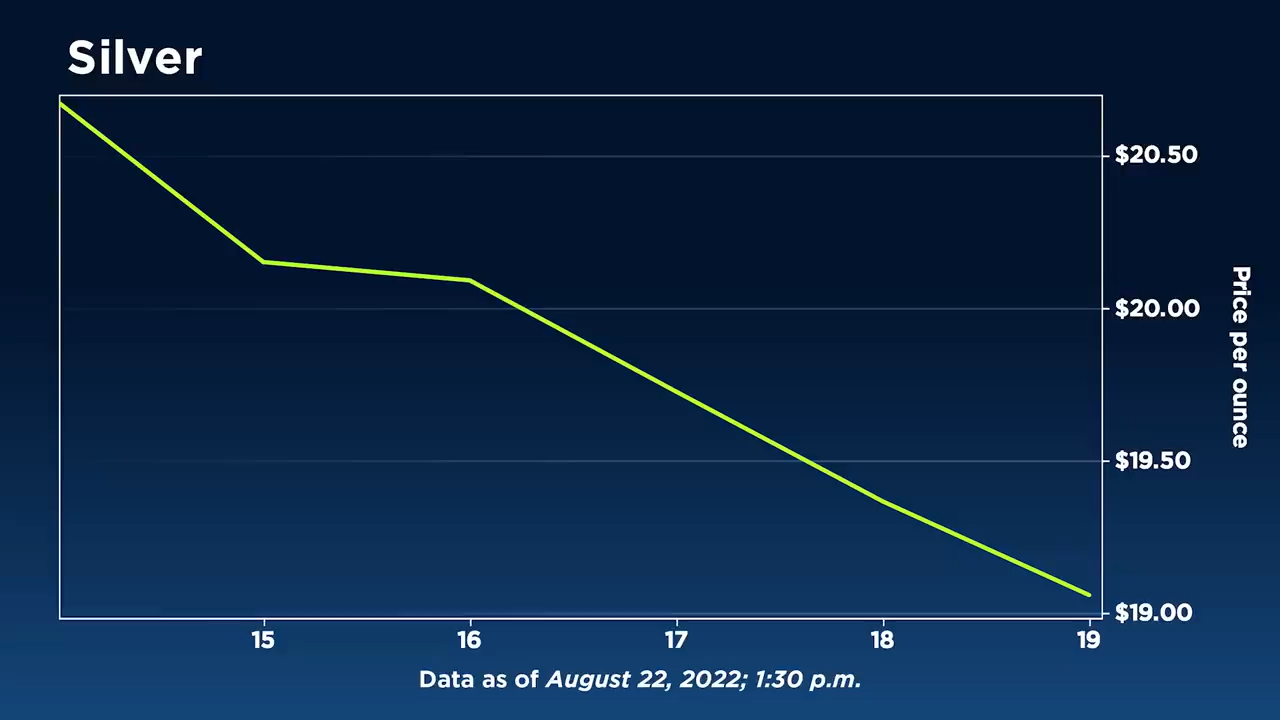 Silver
$20.50
$20.00
$19.50
$19.00
Price per ounce
15 16 17 18 19
Data as of August 22, 2022; 1:30 p.m.